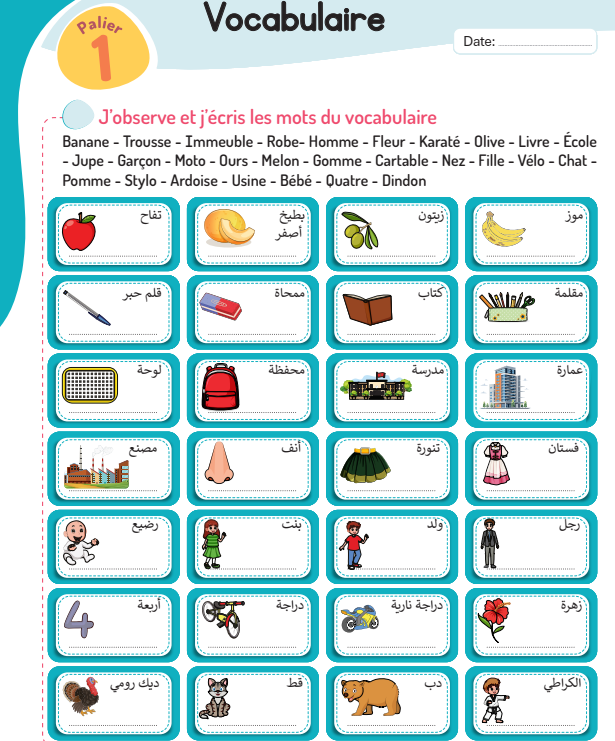 Vocabulaire
Palier
1
Date:
J'observe et j'écris les mots du vocabulaire
Banane - Trousse - Immeuble - Robe- Homme - Fleur - Karaté - Olive - Livre - École
- Jupe - Garçon - Moto - Ours - Melon - Gomme - Cartable - Nez - Fille - Vélo - Chat -
Pomme - Stylo - Ardoise - Usine - Bébé - Quatre - Dindon
تفاح
بطيخ
أصفر
زيتون
موز
قلم حبر
ممحاة
كتاب
مقلمة
لوحة
محفظة
مدرسة
عمارة
مصنع
أنف
تنورة
فستان
رضيع
بنت
ولد
رجل
4
أربعة
دراجة
دراجة نارية
زهرة
ديك رومي
قط
دب
الكراطي